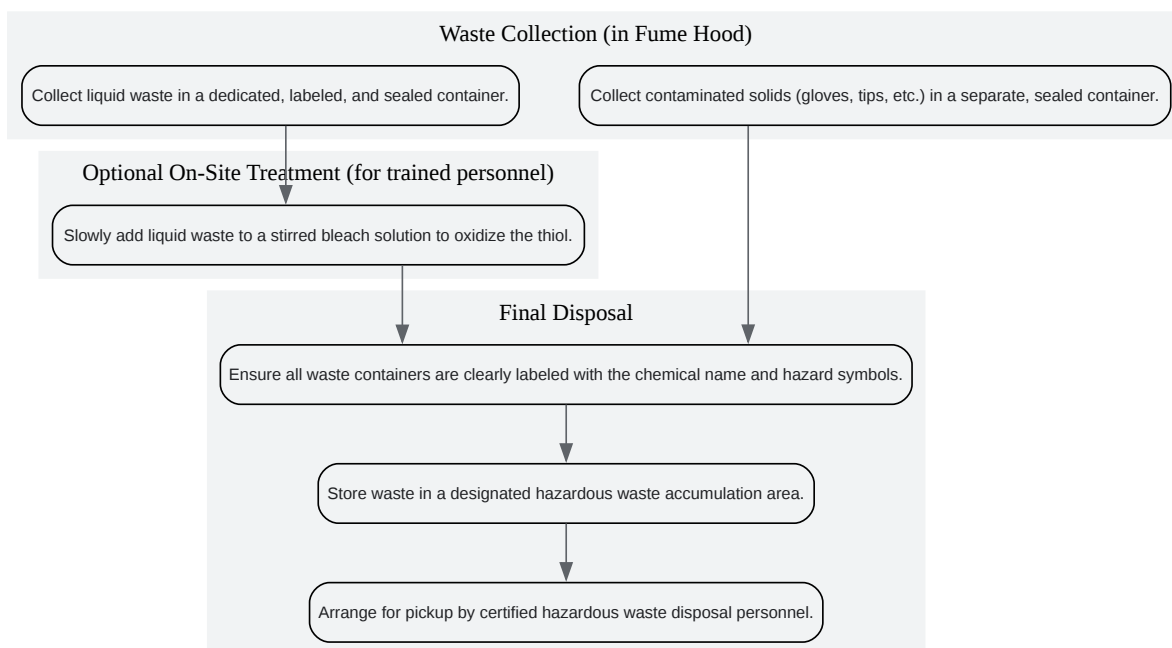 Waste Collection (in Fume Hood)
Collect liquid waste in a dedicated, labeled, and sealed container.
Collect contaminated solids (gloves, tips, etc.) in a separate, sealed container.
Optional On-Site Treatment (for trained personnel)
Slowly add liquid waste to a stirred bleach solution to oxidize the thiol.
Final Disposal
Ensure all waste containers are clearly labeled with the chemical name and hazard symbols.
Store waste in a designated hazardous waste accumulation area.
Arrange for pickup by certified hazardous waste disposal personnel.